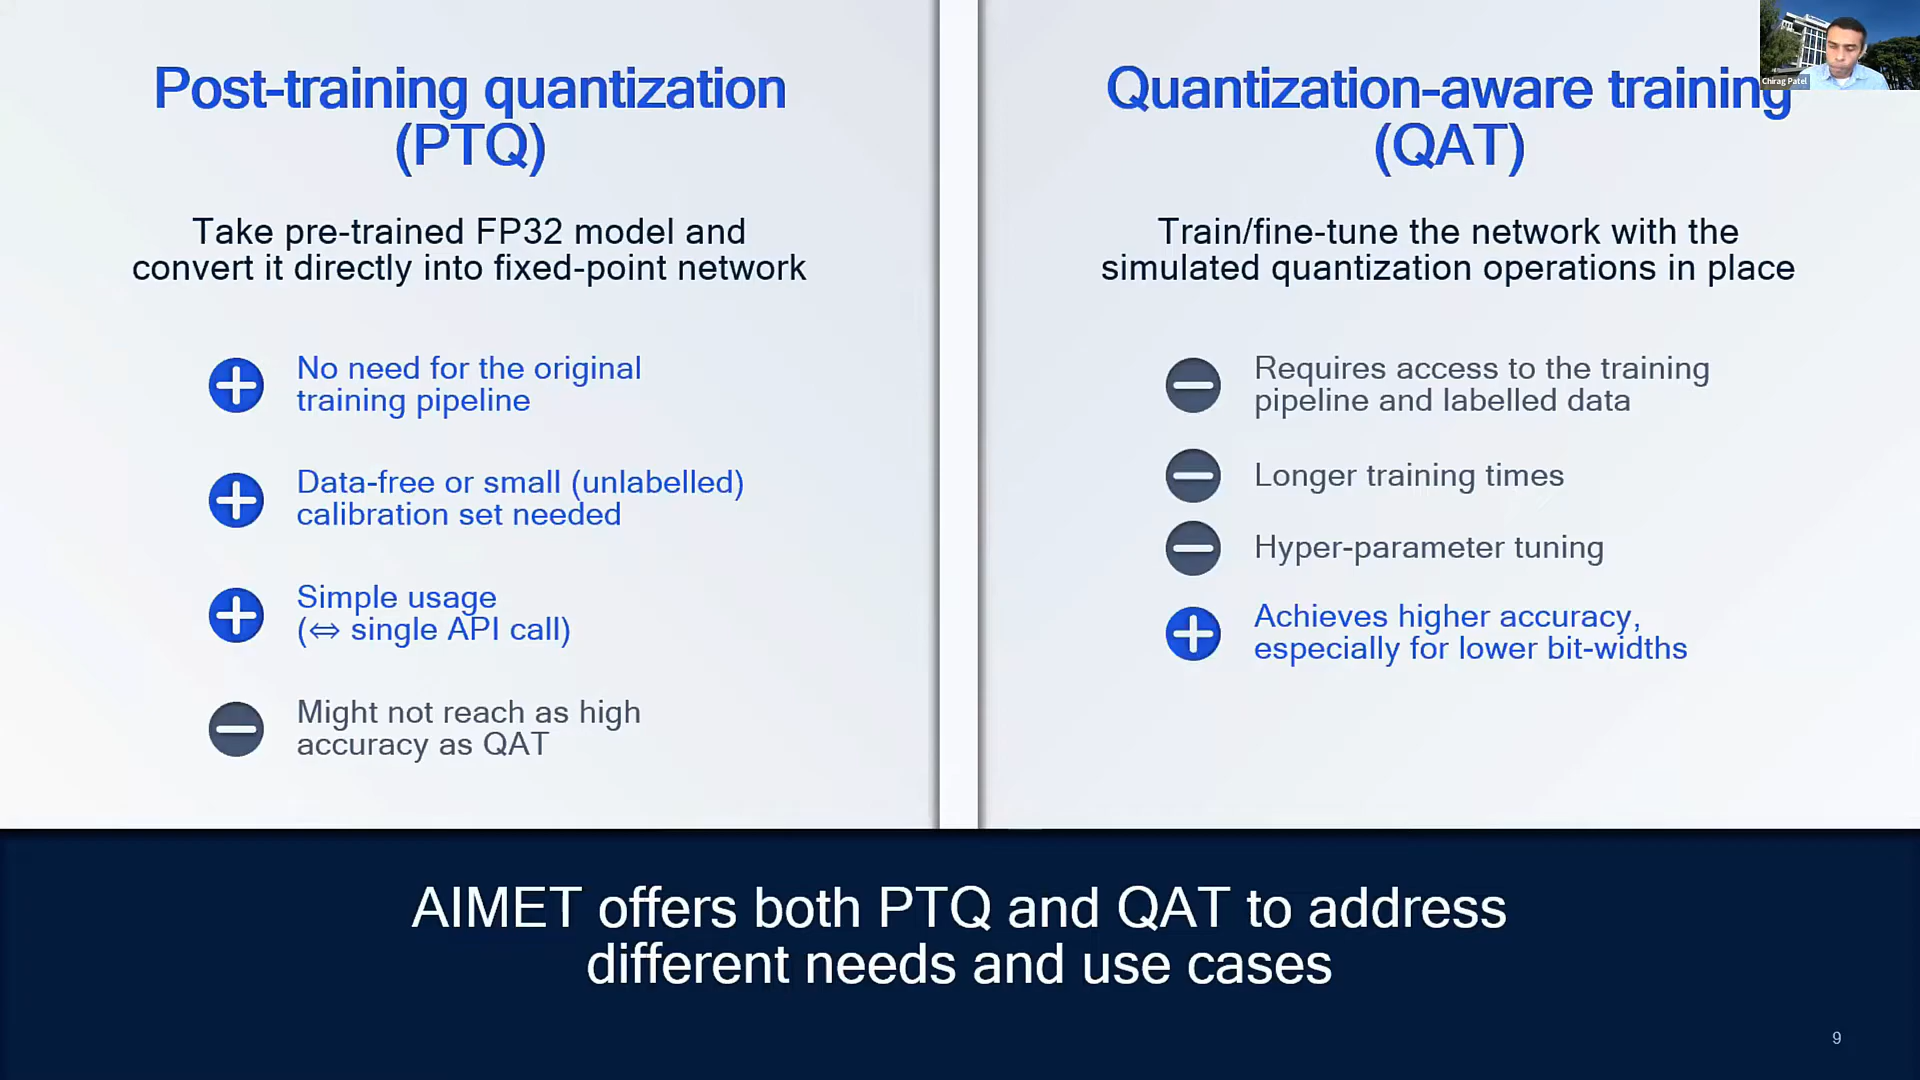 Post-training quantization
(PTQ)
Take pre-trained FP32 model and
convert it directly into fixed-point network
No need for the original
training pipeline
Data-free or small (unlabelled)
calibration set needed
Simple usage
(⇔ single API call)
Might not reach as high
accuracy as QAT
Quantization-aware training
(QAT)
Train/fine-tune the network with the
simulated quantization operations in place
Requires access to the training
pipeline and labelled data
Longer training times
Hyper-parameter tuning
Achieves higher accuracy,
especially for lower bit-widths
Chirag Patel
AIMET offers both PTQ and QAT to address
different needs and use cases
9